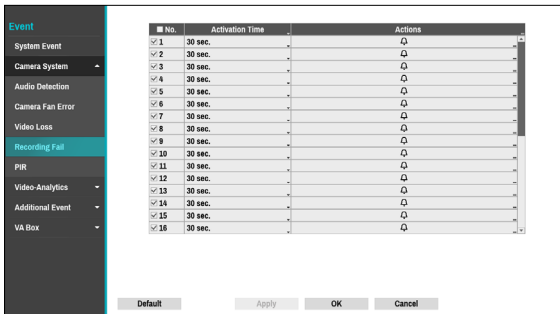 Event
System Event
Camera System
Audio Detection
Camera Fan Error
Video Loss
Recording Fail
PIR
Video-Analytics
Additional Event
VA Box
No. Activation Time Actions
1 30 sec.
2 30 sec.
3 30 sec.
4 30 sec.
5 30 sec.
6 30 sec.
7 30 sec.
8 30 sec.
9 30 sec.
10 30 sec.
11 30 sec.
12 30 sec.
13 30 sec.
14 30 sec.
15 30 sec.
16 30 sec.
Default Apply OK Cancel